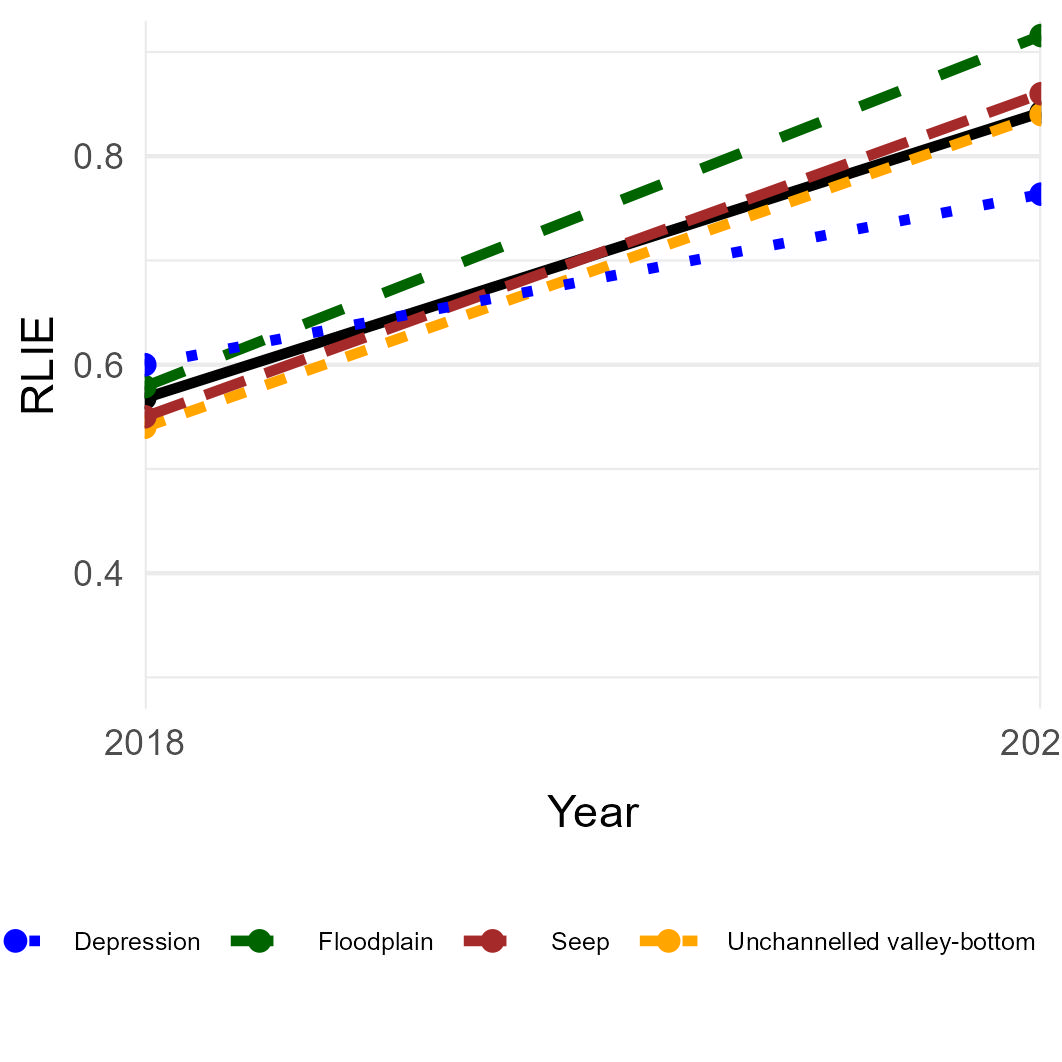 0.8
0.6
0.4
RLIE
2018 202
Year
Depression Floodplain Seep Unchannelled valley-bottom